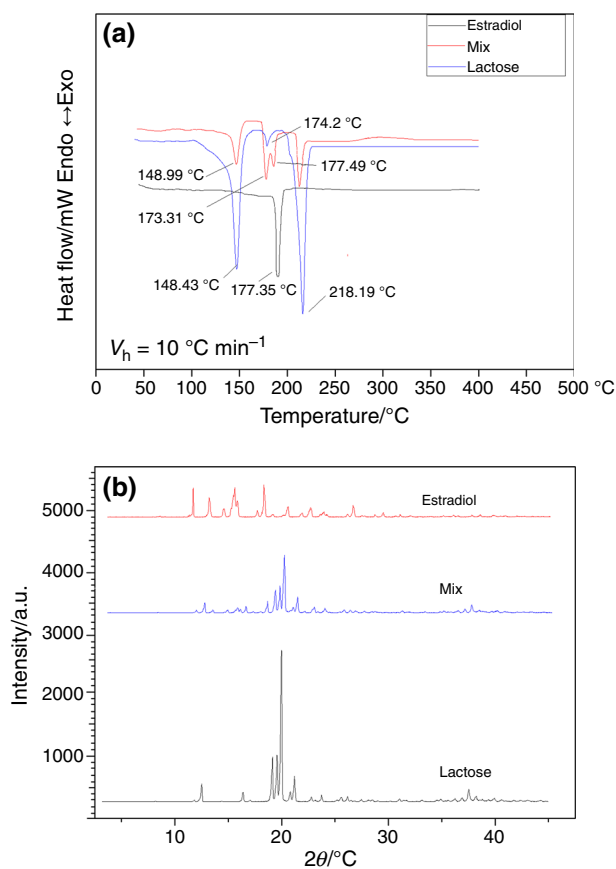 (a)
Estradiol
Mix
Lactose
174.2 °C
148.99 °C
177.49 °C
173.31 °C
148.43 °C
177.35 °C
218.19 °C
Heat flow/mW Endo ↔Exo
V_h = 10 °C min⁻¹
0 50 100 150 200 250 300 350 400 450 500 °C
Temperature/°C
(b)
5000
Estradiol
4000
Mix
3000
Intensity/a.u.
2000
1000
Lactose
10 20 30 40
2θ/°C